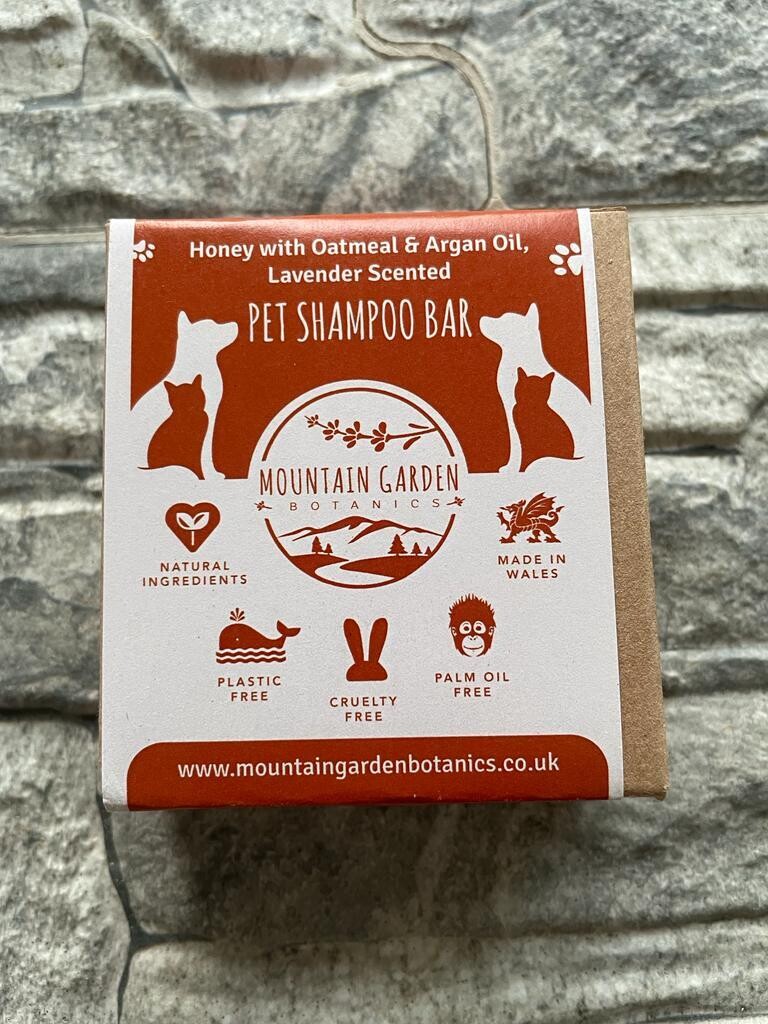 Honey with Oatmeal & Argan Oil,
Lavender Scented
PET SHAMPOO BAR
MOUNTAIN GARDEN
BOTANICS
NATURAL
INGREDIENTS
MADE IN
WALES
PLASTIC
FREE
CRUELTY
FREE
PALM OIL
FREE
www.mountaingardenbotanics.co.uk